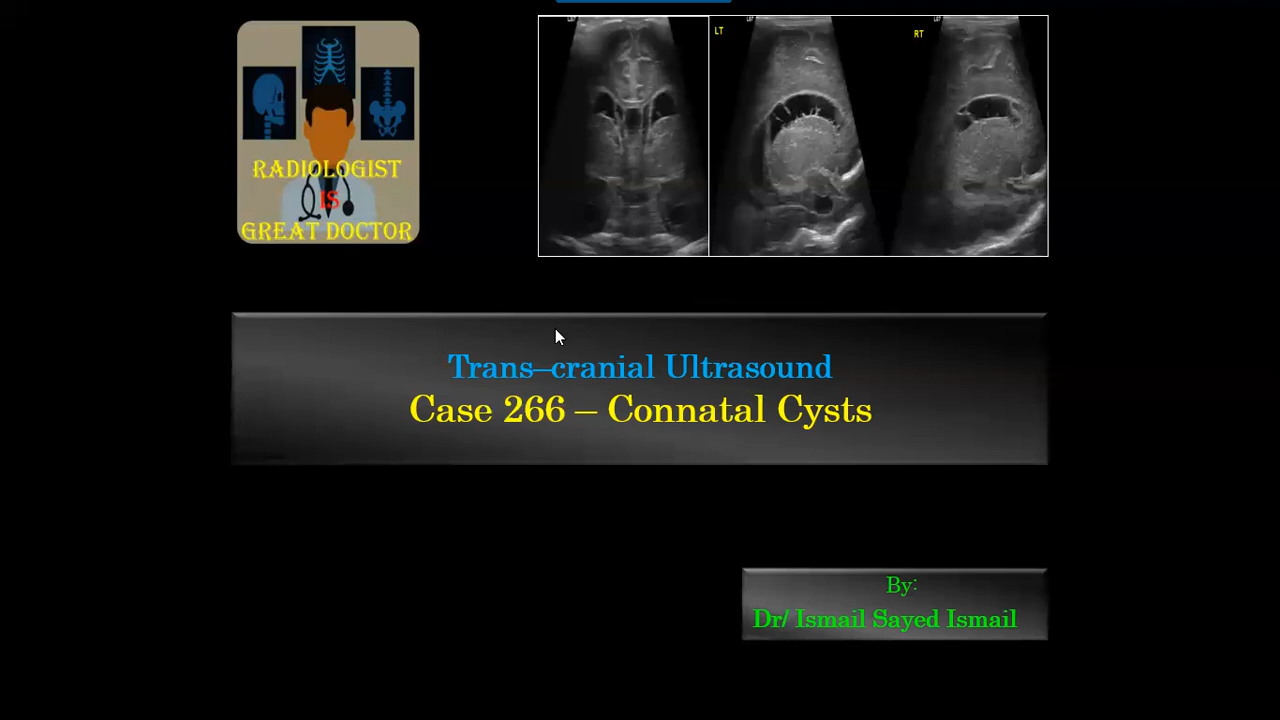 RADIOLOGIST
IS
GREAT DOCTOR
LT
RT
Trans–cranial Ultrasound
Case 266 – Connatal Cysts
By:
Dr/ Ismail Sayed Ismail